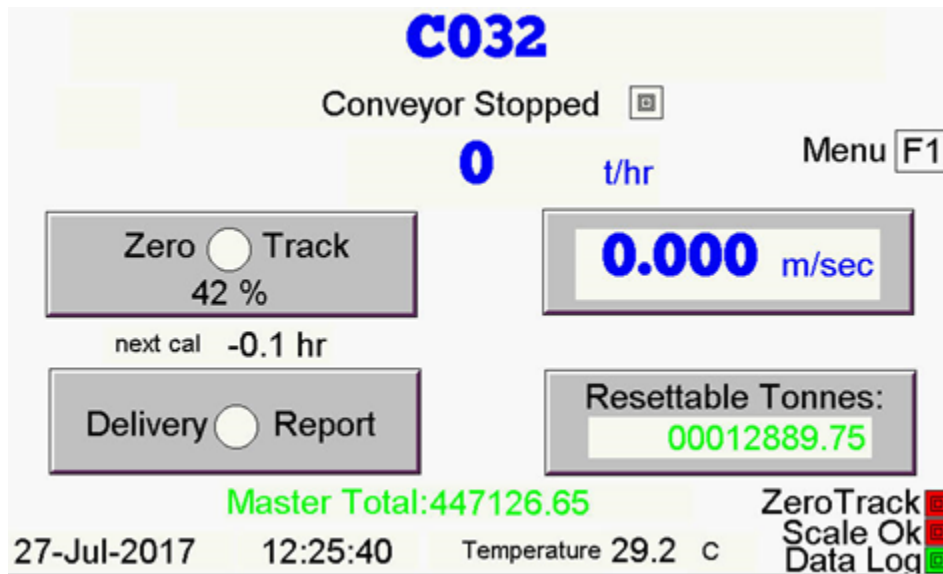 C032
Conveyor Stopped
0 t/hr
Menu F1
Zero Track
42 %
0.000 m/sec
next cal -0.1 hr
Delivery Report
Resettable Tonnes:
00012889.75
Master Total:447126.65
ZeroTrack
Scale Ok
Data Log
27-Jul-2017 12:25:40 Temperature 29.2 C